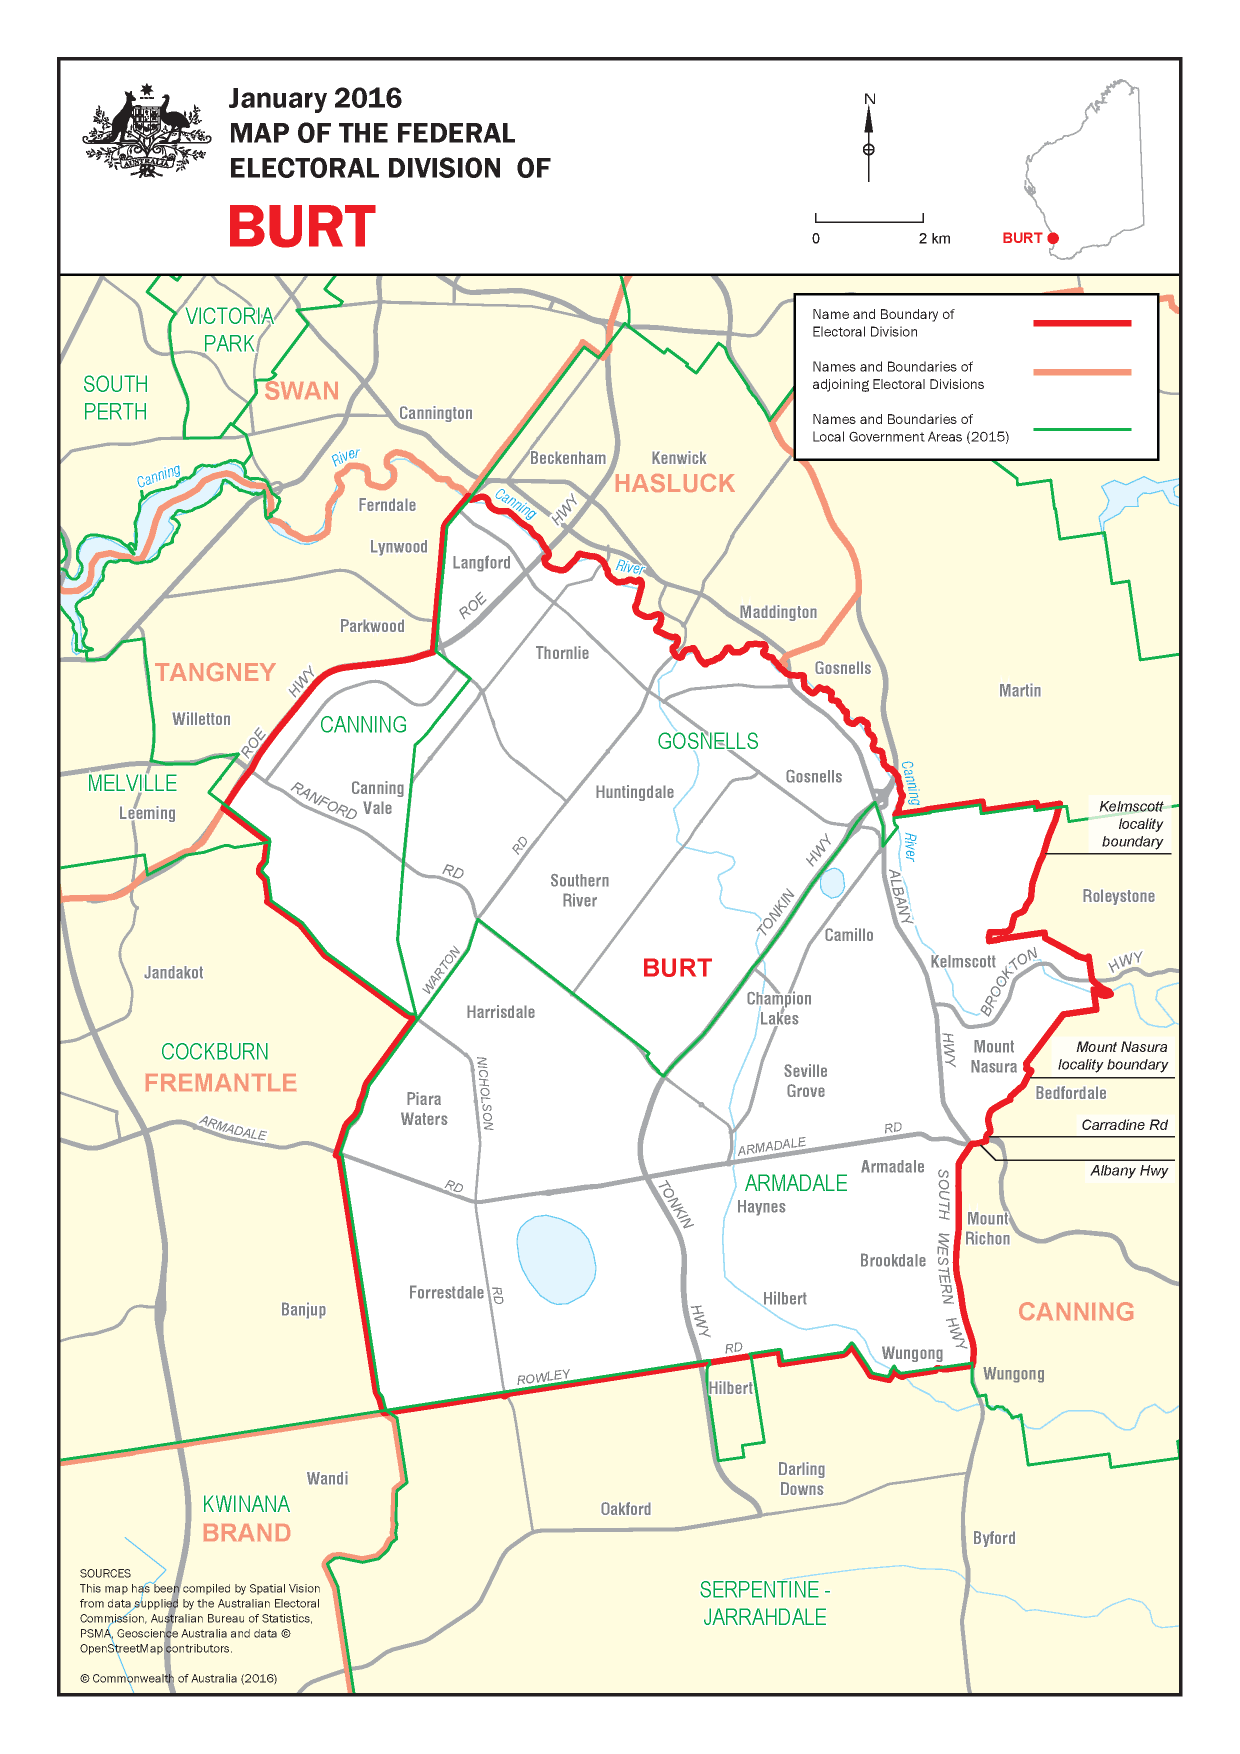 January 2016
MAP OF THE FEDERAL
ELECTORAL DIVISION OF
BURT
AUSTRALIA
N
0 2 km
BURT
Name and Boundary of
Electoral Division
Names and Boundaries of
adjoining Electoral Divisions
Names and Boundaries of
Local Government Areas (2015)
VICTORIA
PARK
SOUTH
PERTH
SWAN
Cannington
Canning
River
Beckenham
Kenwick
HASLUCK
Ferndale
Canning
HWY
Lynwood
Langford
River
ROE
Parkwood
Maddington
Thornlie
Gosnells
TANGNEY
HWY
Martin
Willetton
CANNING
ROE
GOSNELLS
MELVILLE
Leeming
RANFORD
Canning
Vale
Huntingdale
Gosnells
Canning
Kelmscott
locality
boundary
RD
RD
HWY
River
Southern
River
ALBANY
Roleystone
TONKIN
Camillo
WARTON
BURT
Kelmscott
BROOKTON
HWY
Jandakot
Harrisdale
Champion
Lakes
COCKBURN
FREMANTLE
NICHOLSON
HWY
Mount
Nasura
Mount Nasura
locality boundary
Seville
Grove
Bedfordale
Piara
Waters
ARMADALE
Carradine Rd
ARMADALE
RD
Albany Hwy
Armadale
RD
TONKIN
ARMADALE
Haynes
SOUTH WESTERN HWY
Mount
Richon
Brookdale
Forrestdale
RD
Hilbert
Banjup
HWY
CANNING
RD
Wungong
ROWLEY
Hilbert
Wungong
Wandi
Darling
Downs
KWINANA
BRAND
Oakford
Byford
SERPENTINE -
JARRAHDALE
SOURCES
This map has been compiled by Spatial Vision
from data supplied by the Australian Electoral
Commission, Australian Bureau of Statistics,
PSMA, Geoscience Australia and data ©
OpenStreetMap contributors.
© Commonwealth of Australia (2016)